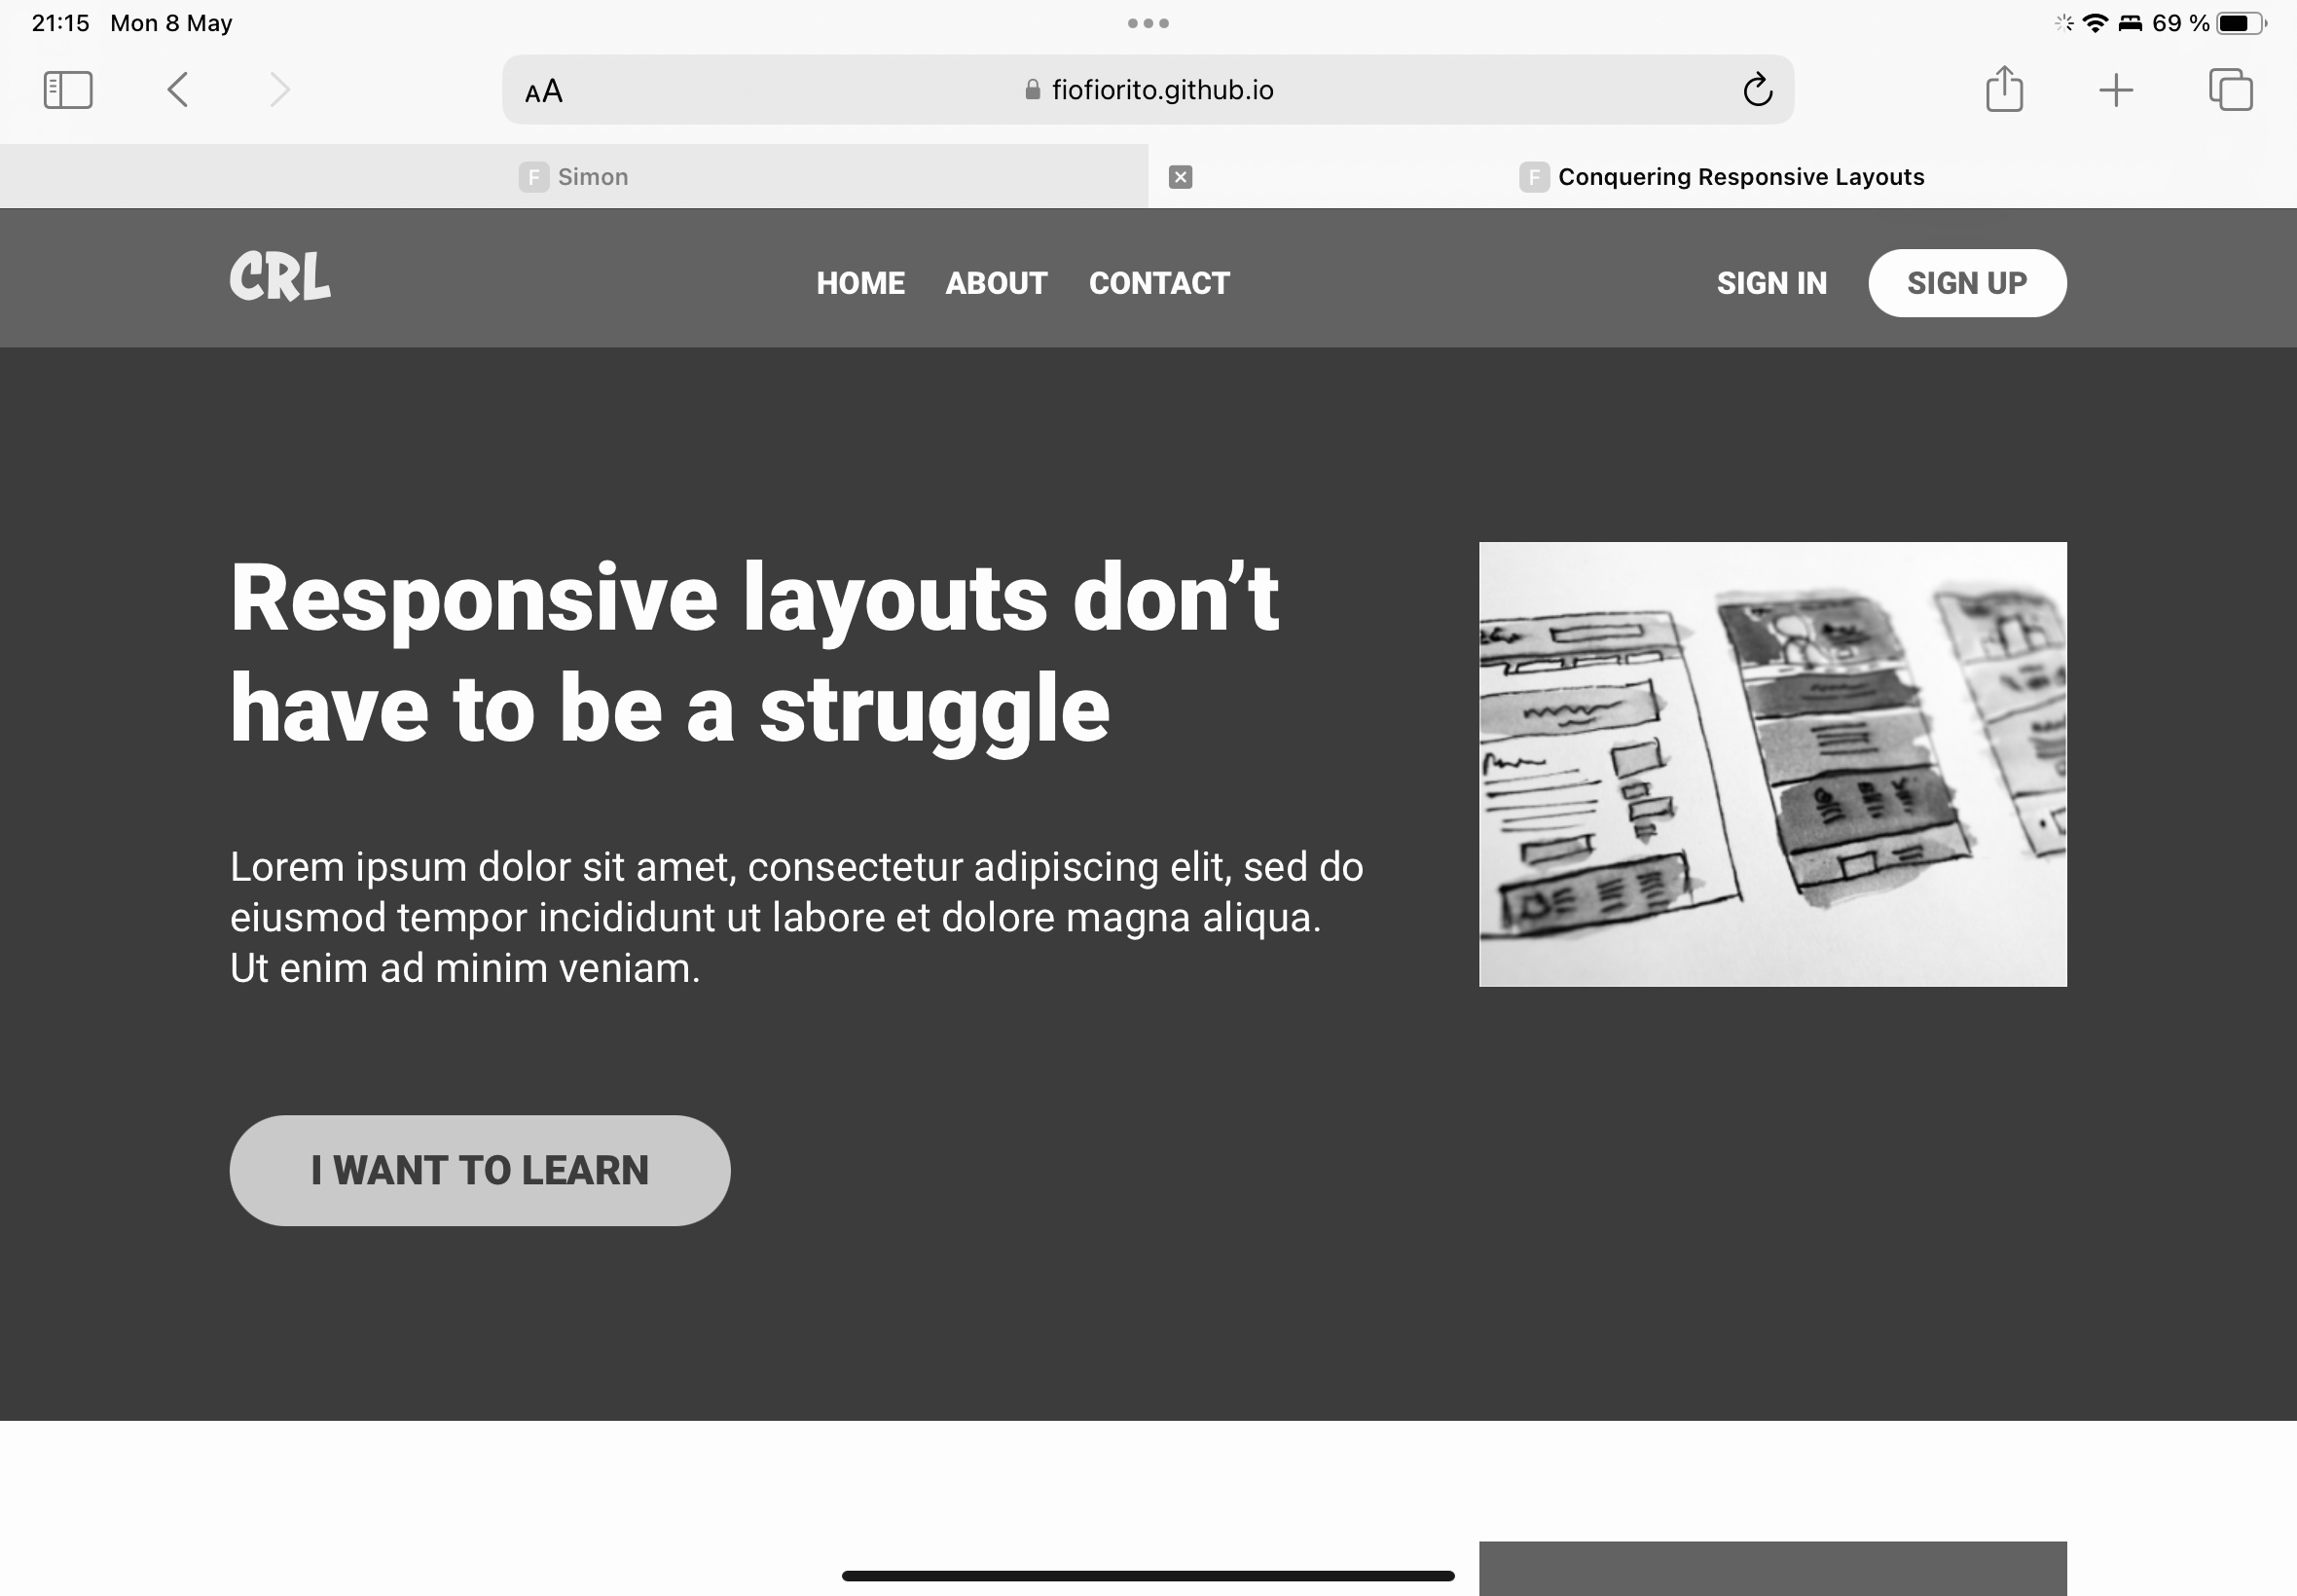 21:15 Mon 8 May
69 %
AA
fiofiorito.github.io
F Simon
F Conquering Responsive Layouts
CRL
HOME ABOUT CONTACT
SIGN IN SIGN UP
Responsive layouts don’t
have to be a struggle
Lorem ipsum dolor sit amet, consectetur adipiscing elit, sed do
eiusmod tempor incididunt ut labore et dolore magna aliqua.
Ut enim ad minim veniam.
I WANT TO LEARN